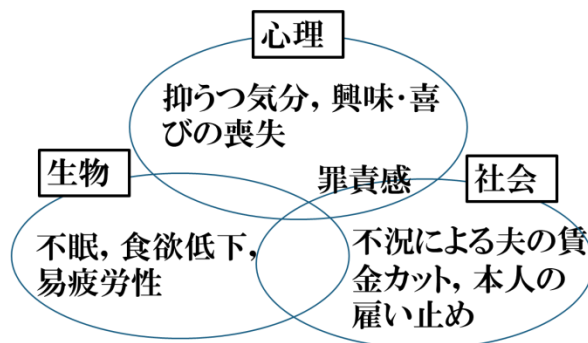 心理
抑うつ気分，興味・喜
びの喪失
生物
罪責感
社会
不眠，食欲低下，
易疲労性
不況による夫の賃
金カット，本人の
雇い止め